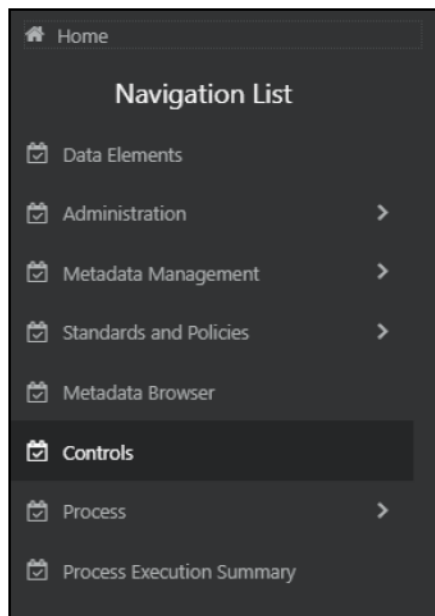 Home
Navigation List
Data Elements
Administration
Metadata Management
Standards and Policies
Metadata Browser
Controls
Process
Process Execution Summary